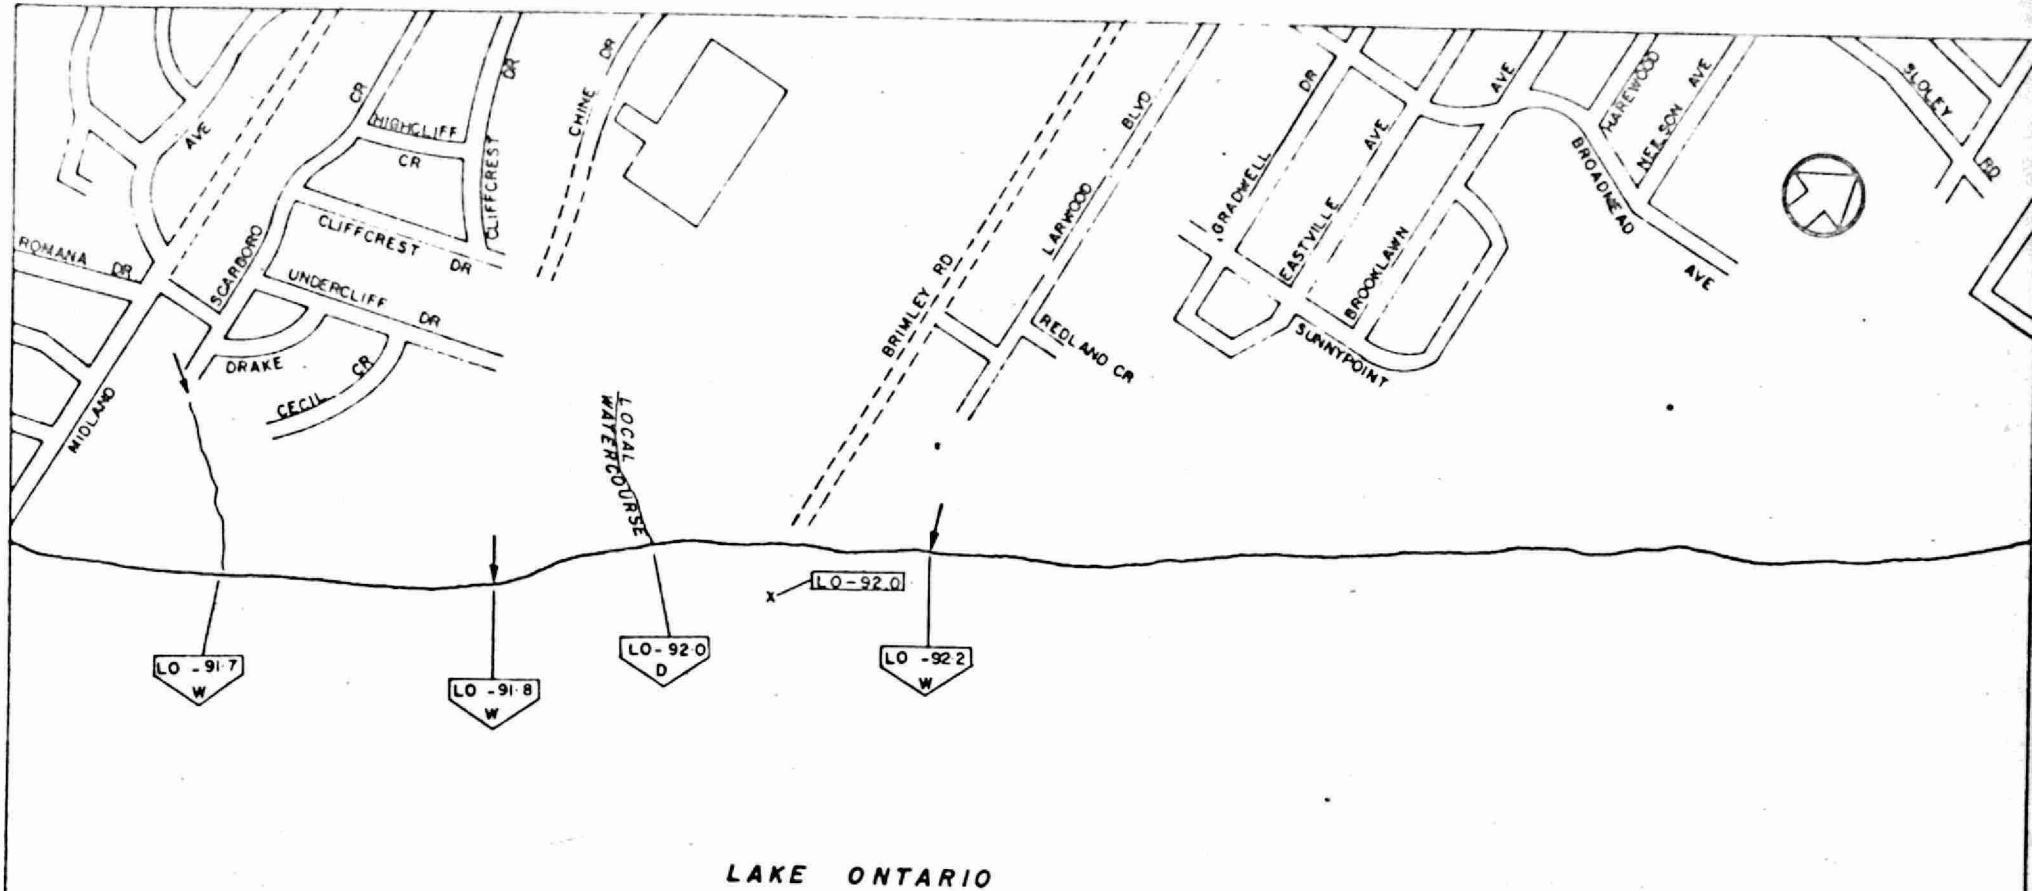 AVE
CR
HIGHCLIFF
CR
DR
CLIFFCREST
DR
CHINE
SCARBORO
CLIFFCREST
DR
ROMANA DR
UNDERCLIFF
DR
DRAKE
CECIL CR
MIDLAND
LOCAL
WATERCOURSE
BRIMLEY RD
LARWOOD BLVD
REDLAND CR
GRADWELL DR
EASTVILLE AVE
BROOKLAWN AVE
SUNNYPOINT
HAREWOOD
NELSON AVE
BROADMEAD
AVE
SLOLEY
RD
LO-92.0
LO - 91.7
W
LO - 91.8
W
LO-92.0
D
LO - 92.2
W
LAKE ONTARIO